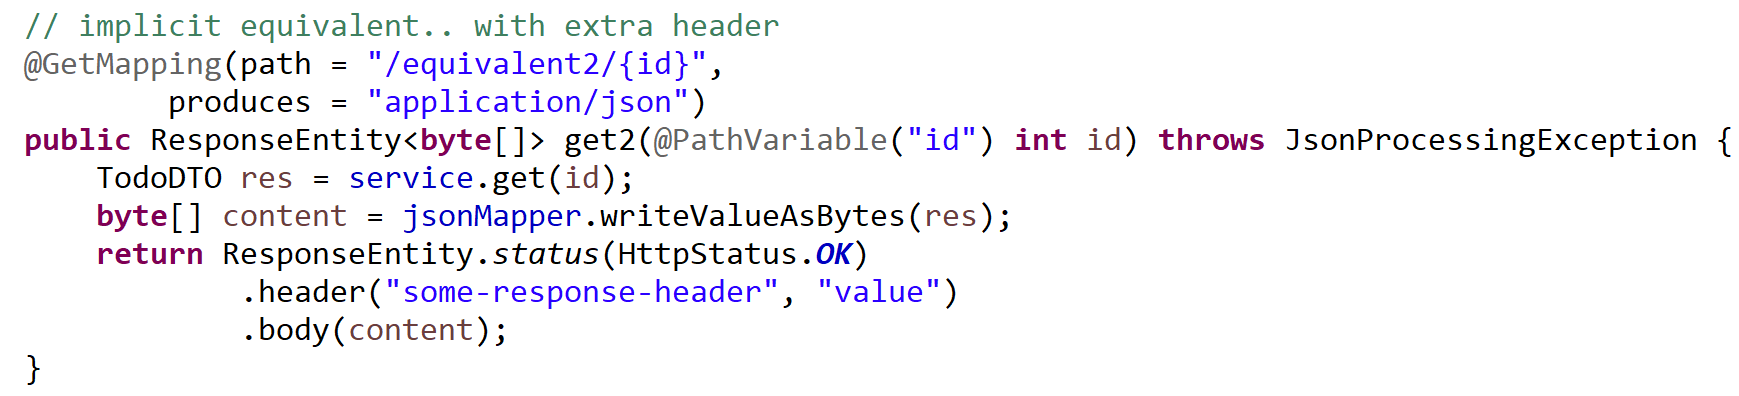 // implicit equivalent.. with extra header
@GetMapping(path = "/equivalent2/{id}",
        produces = "application/json")
public ResponseEntity<byte[]> get2(@PathVariable("id") int id) throws JsonProcessingException {
    TodoDTO res = service.get(id);
    byte[] content = jsonMapper.writeValueAsBytes(res);
    return ResponseEntity.status(HttpStatus.OK)
            .header("some-response-header", "value")
            .body(content);
}